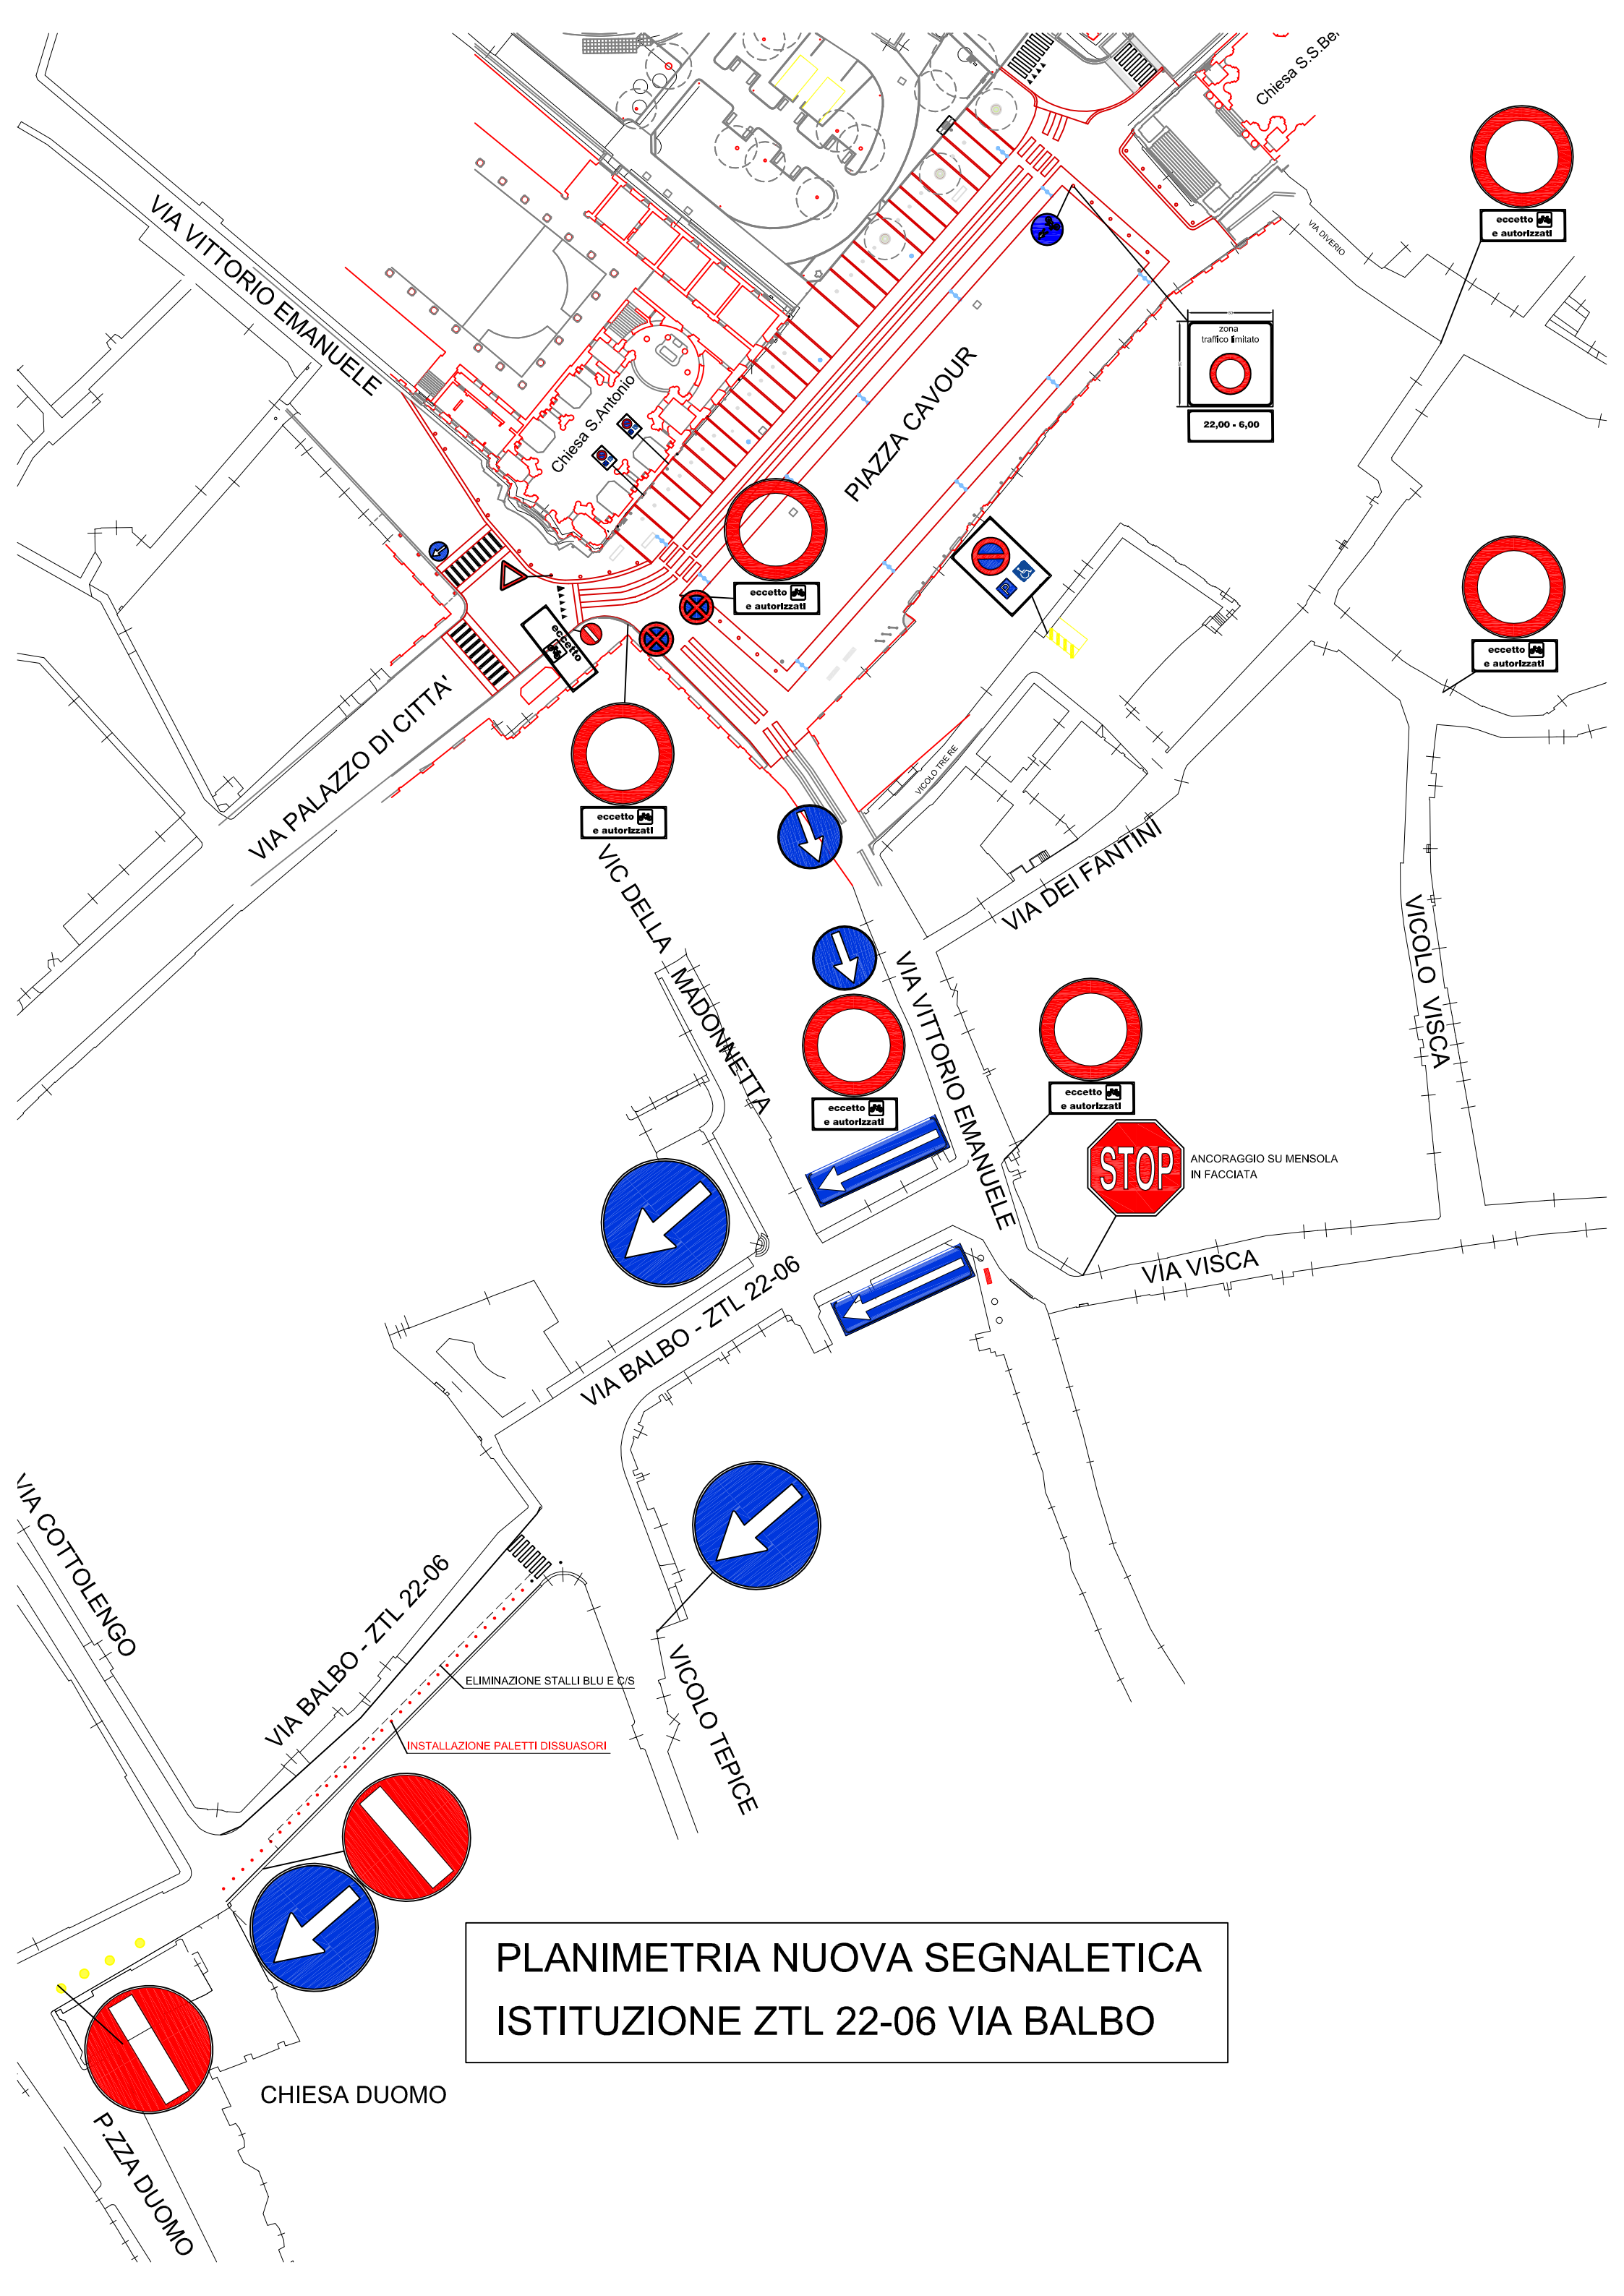 Chiesa S.S.Be
VIA VITTORIO EMANUELE
VIA DIVERIO
eccetto
e autorizzati
zona
traffico limitato
22,00 - 6,00
PIAZZA CAVOUR
Chiesa S.Antonio
eccetto
e autorizzati
eccetto
e autorizzati
eccetto
VIA PALAZZO DI CITTA'
VICOLO TRE RE
eccetto
e autorizzati
VIC DELLA MADONNETTA
VIA DEI FANTINI
VICOLO VISCA
VIA VITTORIO EMANUELE
eccetto
e autorizzati
eccetto
e autorizzati
STOP
ANCORAGGIO SU MENSOLA
IN FACCIATA
VIA VISCA
VIA BALBO - ZTL 22-06
VIA COTTOLENGO
VIA BALBO - ZTL 22-06
ELIMINAZIONE STALLI BLU E C/S
INSTALLAZIONE PALETTI DISSUASORI
VICOLO TEPICE
PLANIMETRIA NUOVA SEGNALETICA
ISTITUZIONE ZTL 22-06 VIA BALBO
CHIESA DUOMO
P.ZZA DUOMO